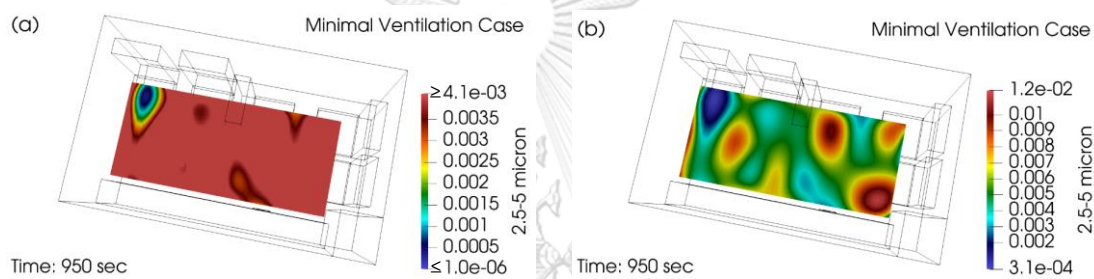 (a)
Minimal Ventilation Case
≥ 4.1e-03
0.0035
0.003
0.0025
0.002
0.0015
0.001
0.0005
≤ 1.0e-06
2.5-5 micron
Time: 950 sec
(b)
Minimal Ventilation Case
1.2e-02
0.01
0.009
0.007
0.006
0.005
0.004
0.003
0.002
3.1e-04
2.5-5 micron
Time: 950 sec